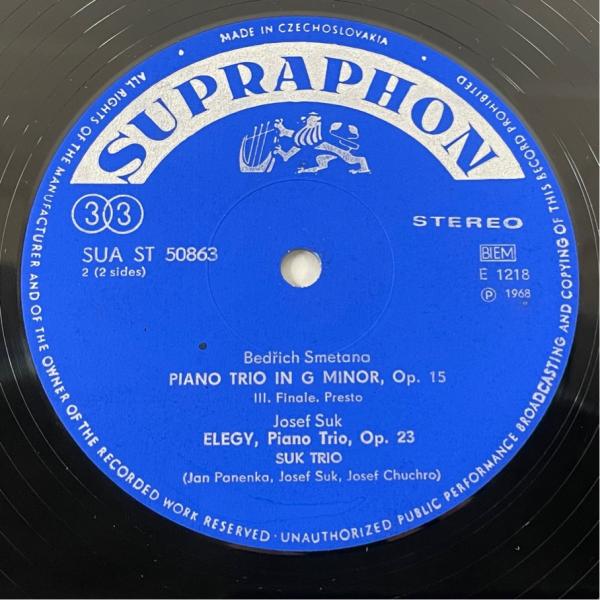 MADE IN CZECHOSLOVAKIA
SUPRAPHON
33
STEREO
SUA ST 50863
2 (2 sides)
BIEM
E 1218
Ⓟ 1968
Bedřich Smetana
PIANO TRIO IN G MINOR, Op. 15
III. Finale. Presto
Josef Suk
ELEGY, Piano Trio, Op. 23
SUK TRIO
(Jan Panenka, Josef Suk, Josef Chuchro)
ALL RIGHTS OF THE MANUFACTURER AND OF THE OWNER OF THE RECORDED WORK RESERVED · UNAUTHORIZED PUBLIC PERFORMANCE BROADCASTING AND COPYING OF THIS RECORD PROHIBITED